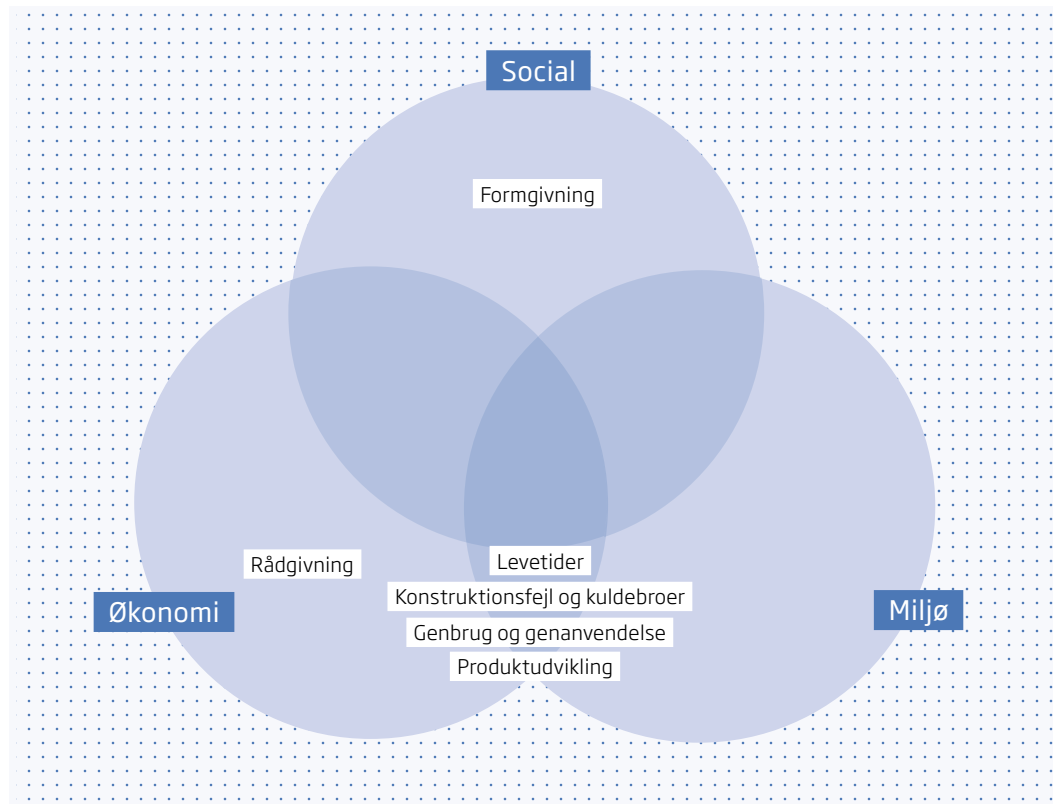 Social
Formgivning
Rådgivning
Levetider
Konstruktionsfejl og kuldebroer
Økonomi
Miljø
Genbrug og genanvendelse
Produktudvikling